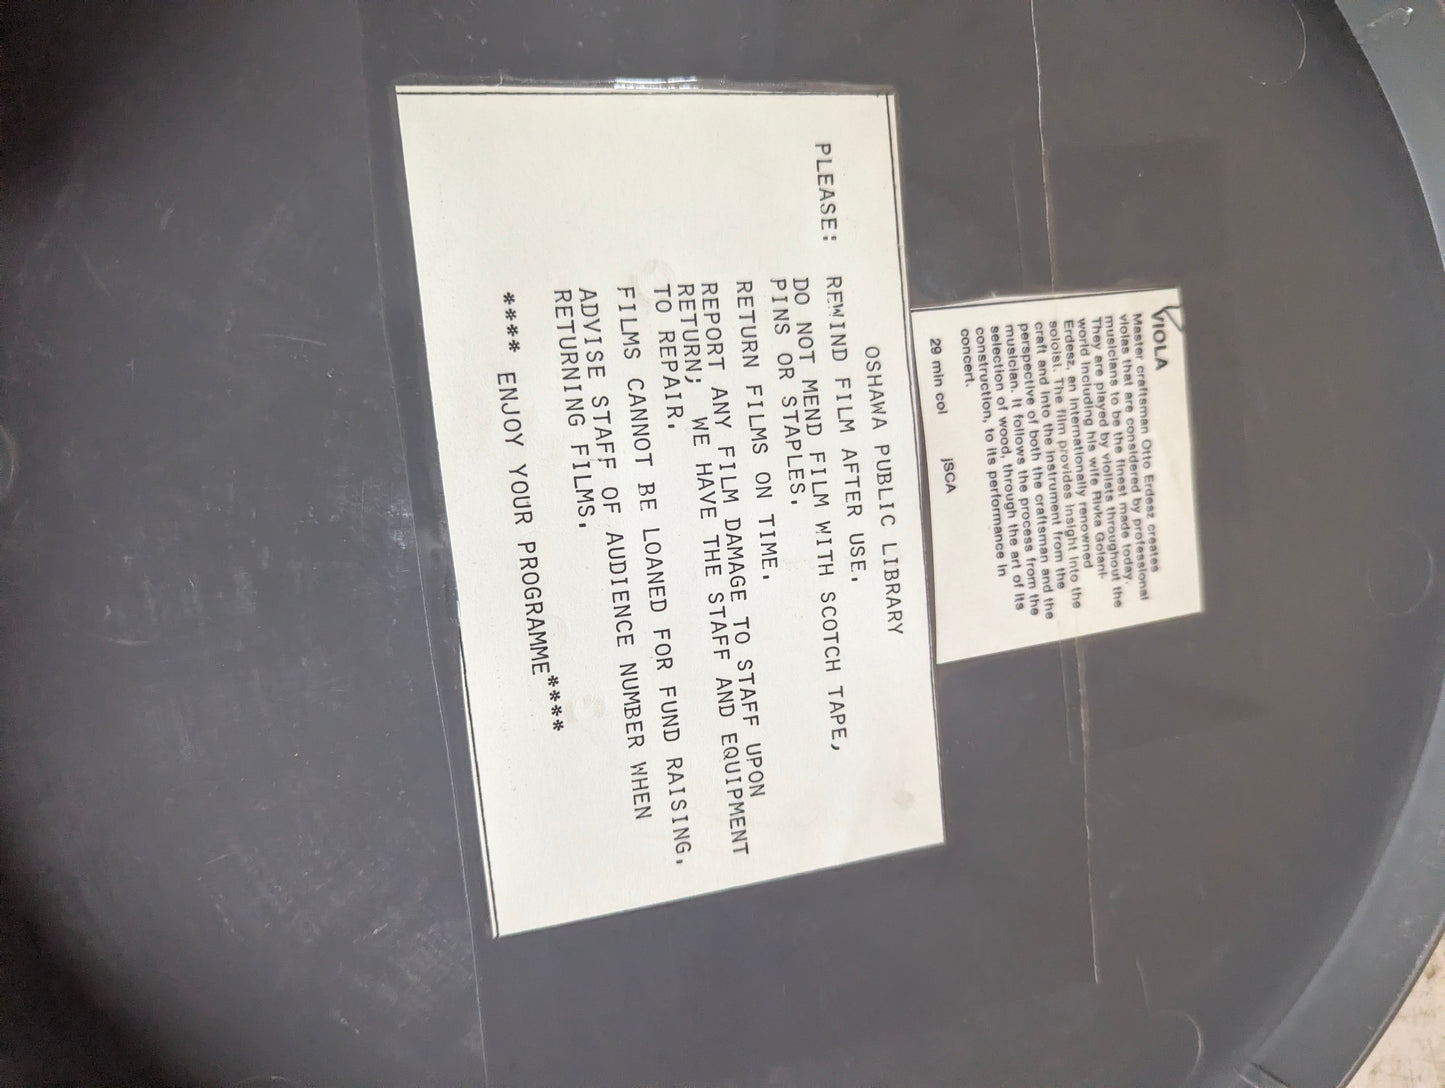 VIOLA
Master craftsman Otto Erdesz creates
violas that are considered by professional
musicians to be the finest made today.
They are played by violists throughout the
world including his wife Rivka Golani-
Erdesz, an internationally renowned
soloist. The film provides insight into the
craft and into the instrument from the
perspective of both the craftsman and the
musician. It follows the process from the
selection of wood, through the art of its
construction, to its performance in
concert.
29 min col jSCA
OSHAWA PUBLIC LIBRARY
PLEASE: REWIND FILM AFTER USE.
DO NOT MEND FILM WITH SCOTCH TAPE,
PINS OR STAPLES.
RETURN FILMS ON TIME.
REPORT ANY FILM DAMAGE TO STAFF UPON
RETURN; WE HAVE THE STAFF AND EQUIPMENT
TO REPAIR.
FILMS CANNOT BE LOANED FOR FUND RAISING.
ADVISE STAFF OF AUDIENCE NUMBER WHEN
RETURNING FILMS.
**** ENJOY YOUR PROGRAMME****